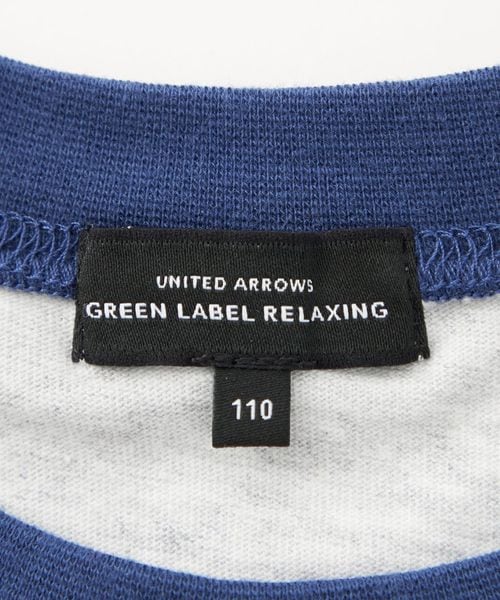 UNITED ARROWS
GREEN LABEL RELAXING
110